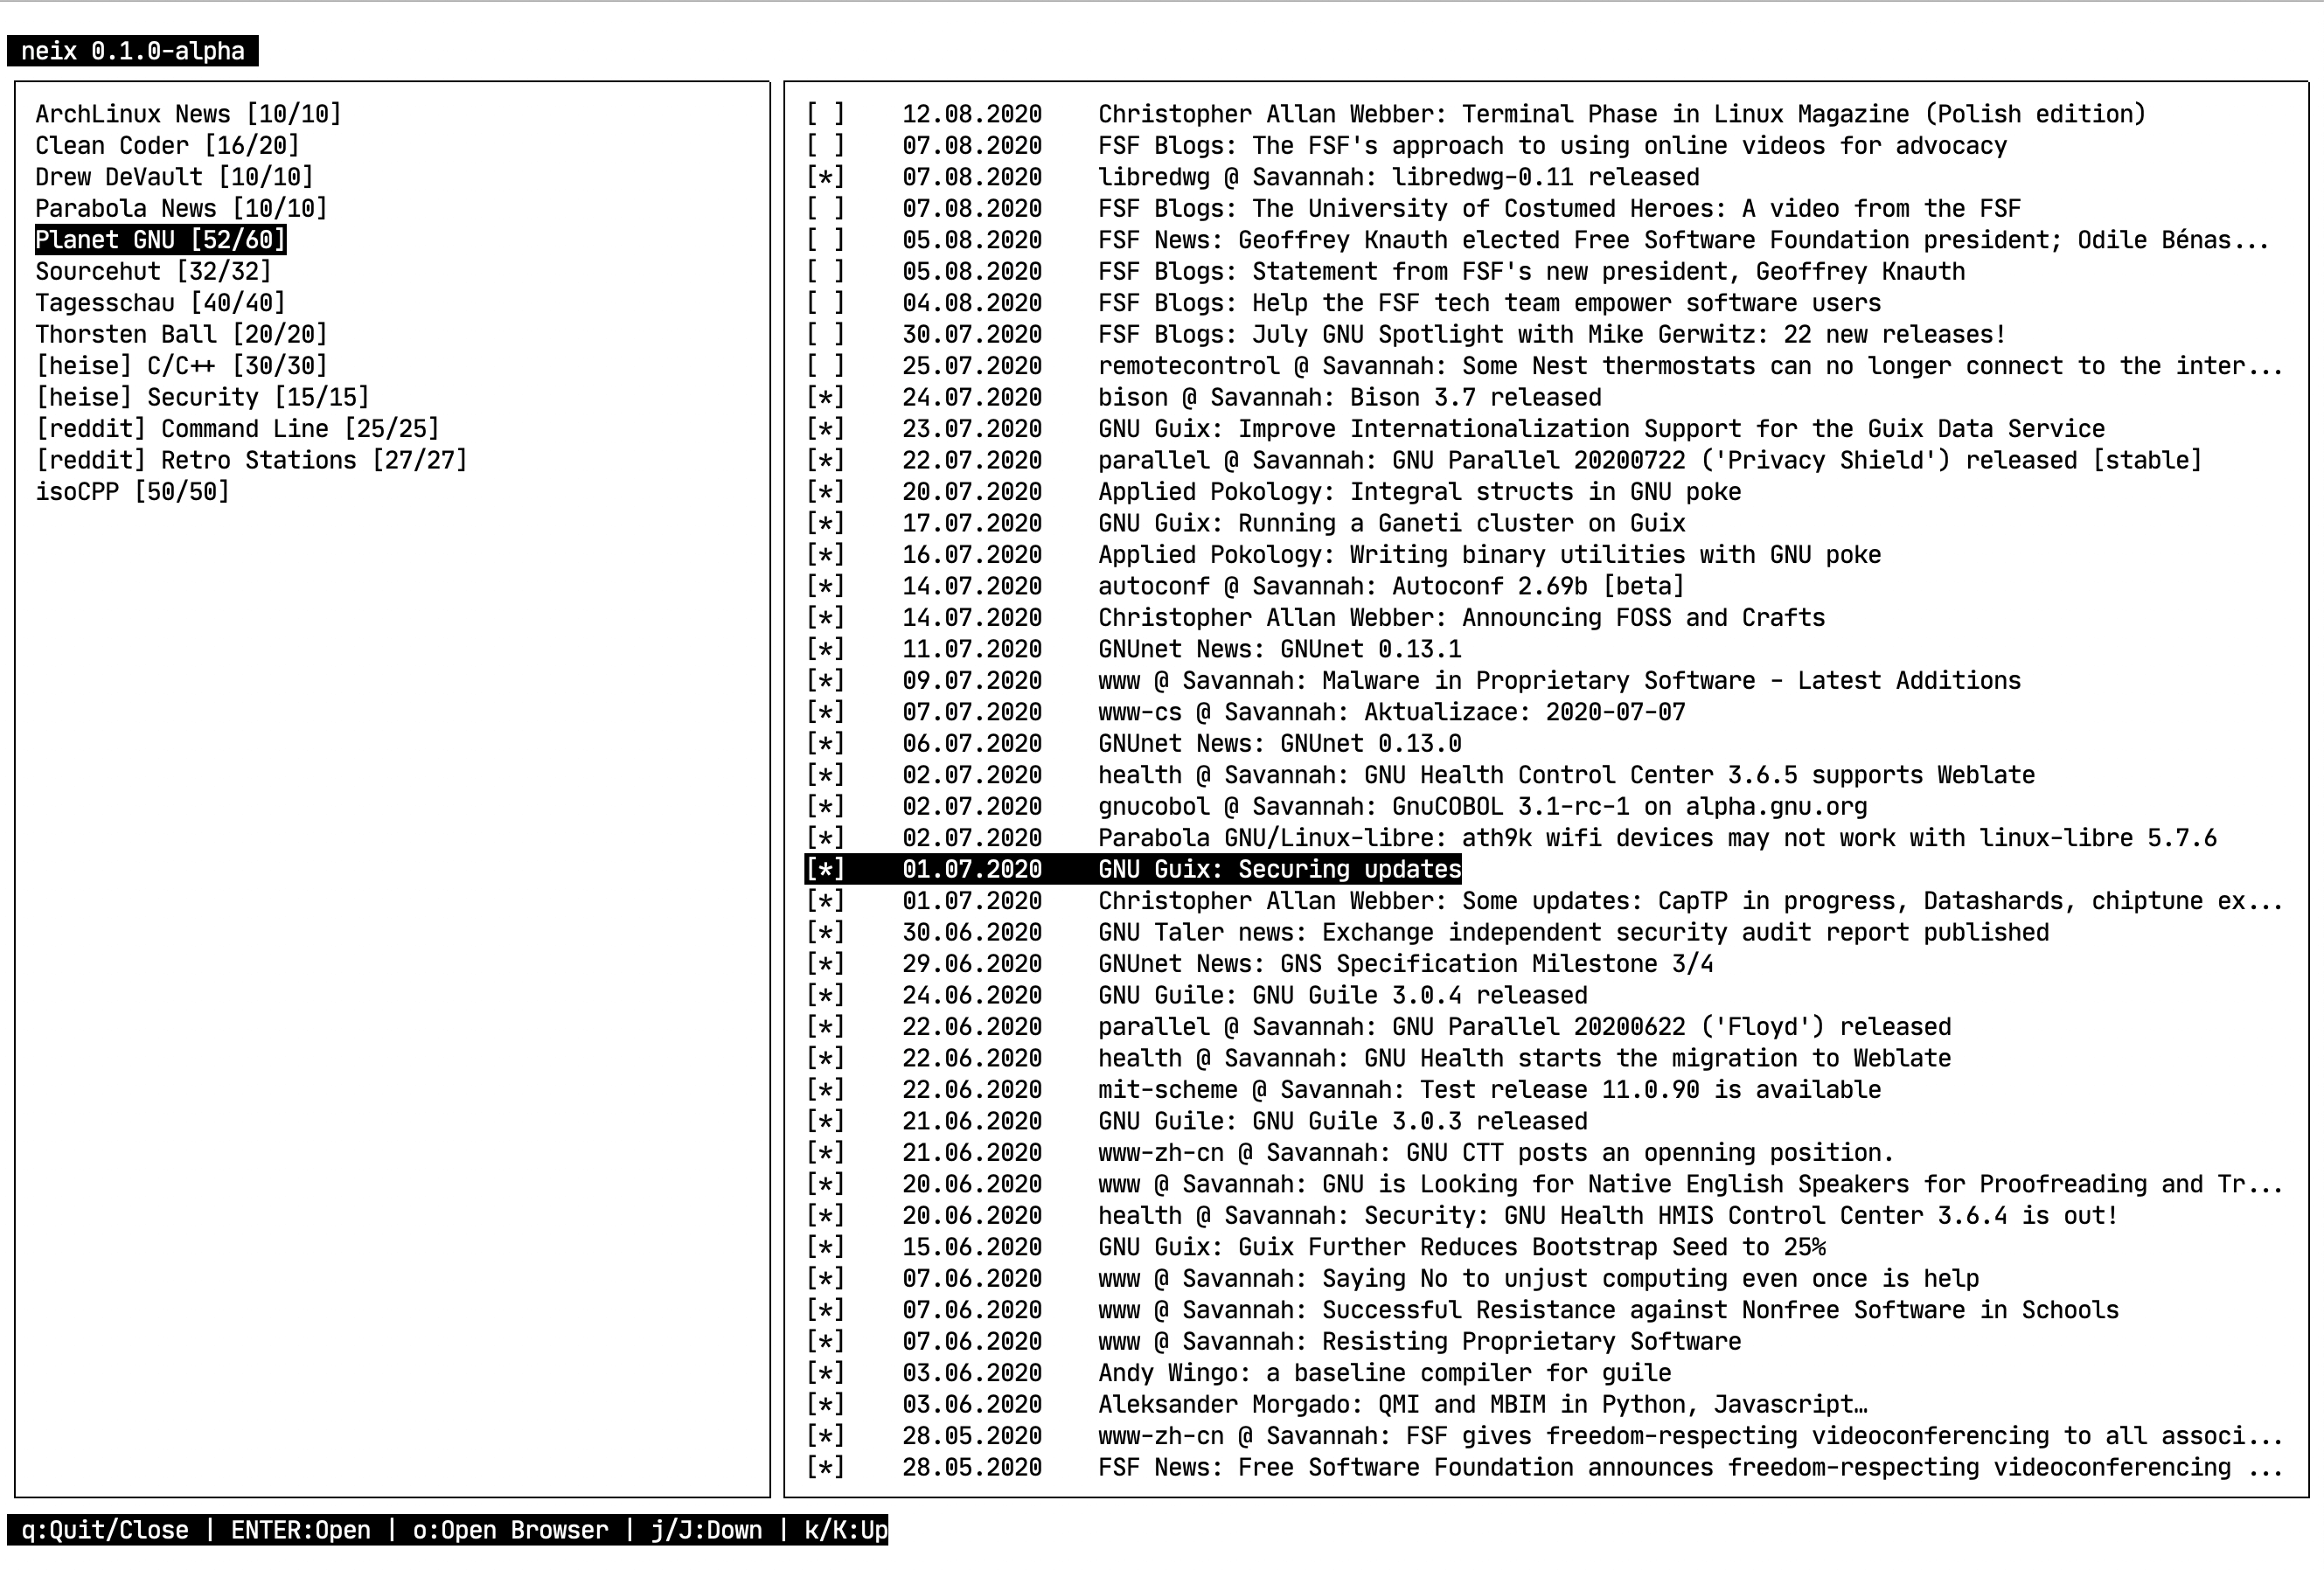 neix 0.1.0-alpha
ArchLinux News [10/10]
Clean Coder [16/20]
Drew DeVault [10/10]
Parabola News [10/10]
Planet GNU [52/60]
Sourcehut [32/32]
Tagesschau [40/40]
Thorsten Ball [20/20]
[heise] C/C++ [30/30]
[heise] Security [15/15]
[reddit] Command Line [25/25]
[reddit] Retro Stations [27/27]
isoCPP [50/50]
[ ] 12.08.2020 Christopher Allan Webber: Terminal Phase in Linux Magazine (Polish edition)
[ ] 07.08.2020 FSF Blogs: The FSF's approach to using online videos for advocacy
[*] 07.08.2020 libredwg @ Savannah: libredwg-0.11 released
[ ] 07.08.2020 FSF Blogs: The University of Costumed Heroes: A video from the FSF
[ ] 05.08.2020 FSF News: Geoffrey Knauth elected Free Software Foundation president; Odile Bénas...
[ ] 05.08.2020 FSF Blogs: Statement from FSF's new president, Geoffrey Knauth
[ ] 04.08.2020 FSF Blogs: Help the FSF tech team empower software users
[ ] 30.07.2020 FSF Blogs: July GNU Spotlight with Mike Gerwitz: 22 new releases!
[ ] 25.07.2020 remotecontrol @ Savannah: Some Nest thermostats can no longer connect to the inter...
[*] 24.07.2020 bison @ Savannah: Bison 3.7 released
[*] 23.07.2020 GNU Guix: Improve Internationalization Support for the Guix Data Service
[*] 22.07.2020 parallel @ Savannah: GNU Parallel 20200722 ('Privacy Shield') released [stable]
[*] 20.07.2020 Applied Pokology: Integral structs in GNU poke
[*] 17.07.2020 GNU Guix: Running a Ganeti cluster on Guix
[*] 16.07.2020 Applied Pokology: Writing binary utilities with GNU poke
[*] 14.07.2020 autoconf @ Savannah: Autoconf 2.69b [beta]
[*] 14.07.2020 Christopher Allan Webber: Announcing FOSS and Crafts
[*] 11.07.2020 GNUnet News: GNUnet 0.13.1
[*] 09.07.2020 www @ Savannah: Malware in Proprietary Software - Latest Additions
[*] 07.07.2020 www-cs @ Savannah: Aktualizace: 2020-07-07
[*] 06.07.2020 GNUnet News: GNUnet 0.13.0
[*] 02.07.2020 health @ Savannah: GNU Health Control Center 3.6.5 supports Weblate
[*] 02.07.2020 gnucobol @ Savannah: GnuCOBOL 3.1-rc-1 on alpha.gnu.org
[*] 02.07.2020 Parabola GNU/Linux-libre: ath9k wifi devices may not work with linux-libre 5.7.6
[*] 01.07.2020 GNU Guix: Securing updates
[*] 01.07.2020 Christopher Allan Webber: Some updates: CapTP in progress, Datashards, chiptune ex...
[*] 30.06.2020 GNU Taler news: Exchange independent security audit report published
[*] 29.06.2020 GNUnet News: GNS Specification Milestone 3/4
[*] 24.06.2020 GNU Guile: GNU Guile 3.0.4 released
[*] 22.06.2020 parallel @ Savannah: GNU Parallel 20200622 ('Floyd') released
[*] 22.06.2020 health @ Savannah: GNU Health starts the migration to Weblate
[*] 22.06.2020 mit-scheme @ Savannah: Test release 11.0.90 is available
[*] 21.06.2020 GNU Guile: GNU Guile 3.0.3 released
[*] 21.06.2020 www-zh-cn @ Savannah: GNU CTT posts an openning position.
[*] 20.06.2020 www @ Savannah: GNU is Looking for Native English Speakers for Proofreading and Tr...
[*] 20.06.2020 health @ Savannah: Security: GNU Health HMIS Control Center 3.6.4 is out!
[*] 15.06.2020 GNU Guix: Guix Further Reduces Bootstrap Seed to 25%
[*] 07.06.2020 www @ Savannah: Saying No to unjust computing even once is help
[*] 07.06.2020 www @ Savannah: Successful Resistance against Nonfree Software in Schools
[*] 07.06.2020 www @ Savannah: Resisting Proprietary Software
[*] 03.06.2020 Andy Wingo: a baseline compiler for guile
[*] 03.06.2020 Aleksander Morgado: QMI and MBIM in Python, Javascript…
[*] 28.05.2020 www-zh-cn @ Savannah: FSF gives freedom-respecting videoconferencing to all associ...
[*] 28.05.2020 FSF News: Free Software Foundation announces freedom-respecting videoconferencing ...
q:Quit/Close | ENTER:Open | o:Open Browser | j/J:Down | k/K:Up